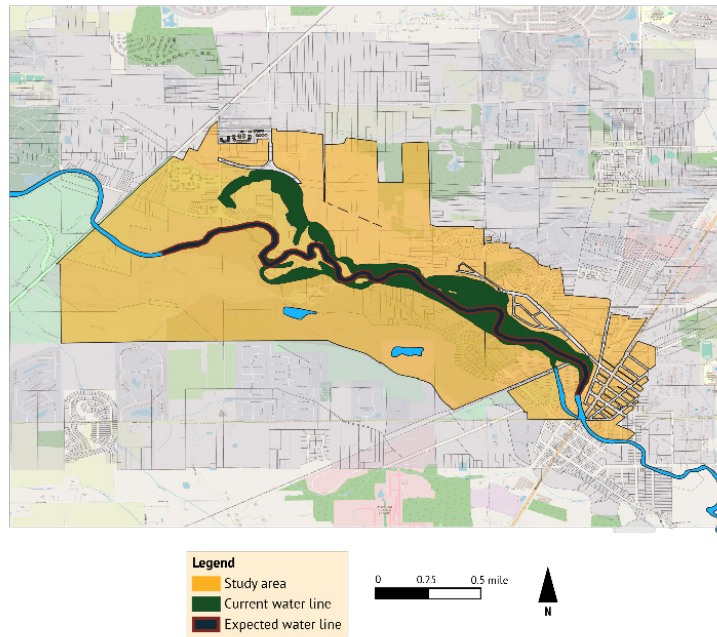 Legend
Study area
Current water line
Expected water line
0 0.75 0.5 mile
N